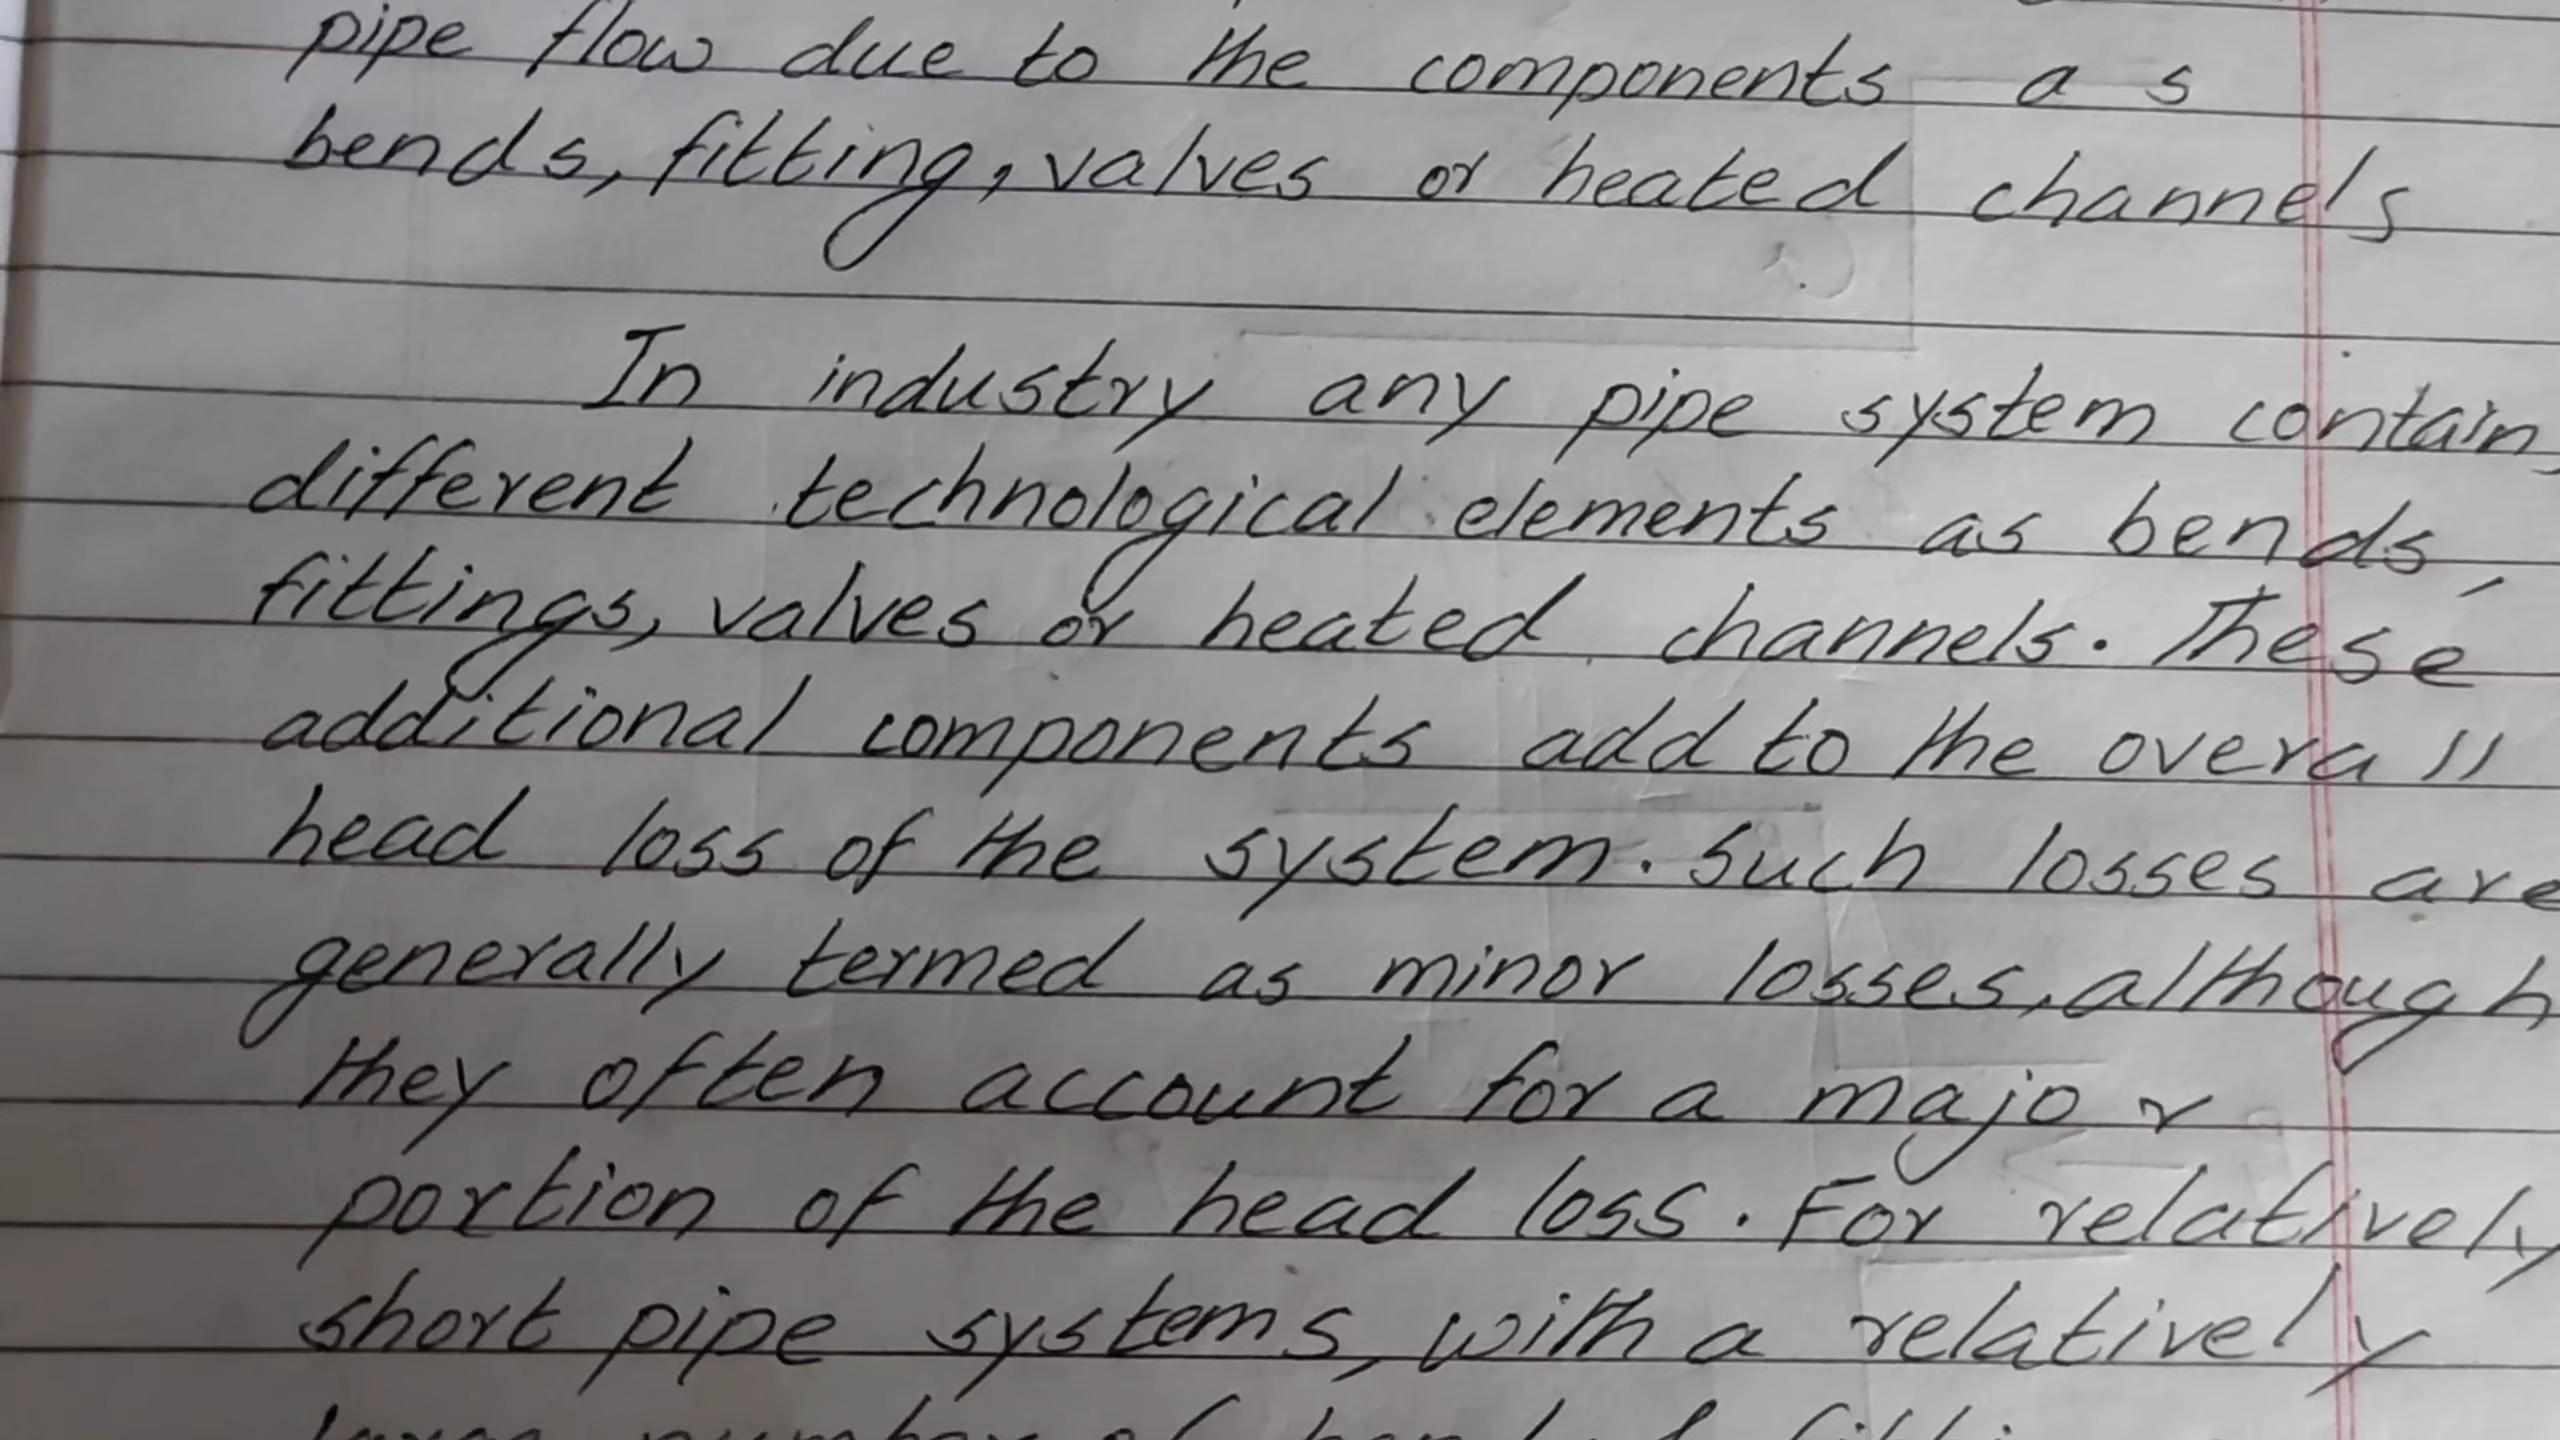 pipe flow due to the components as
bends, fitting, valves or heated channels
In industry any pipe system contain
different technological elements as bends,
fittings, valves or heated channels. These
additional components add to the overall
head loss of the system. Such losses are
generally termed as minor losses, although
they often account for a major
portion of the head loss. For relatively
short pipe systems, with a relatively
number of